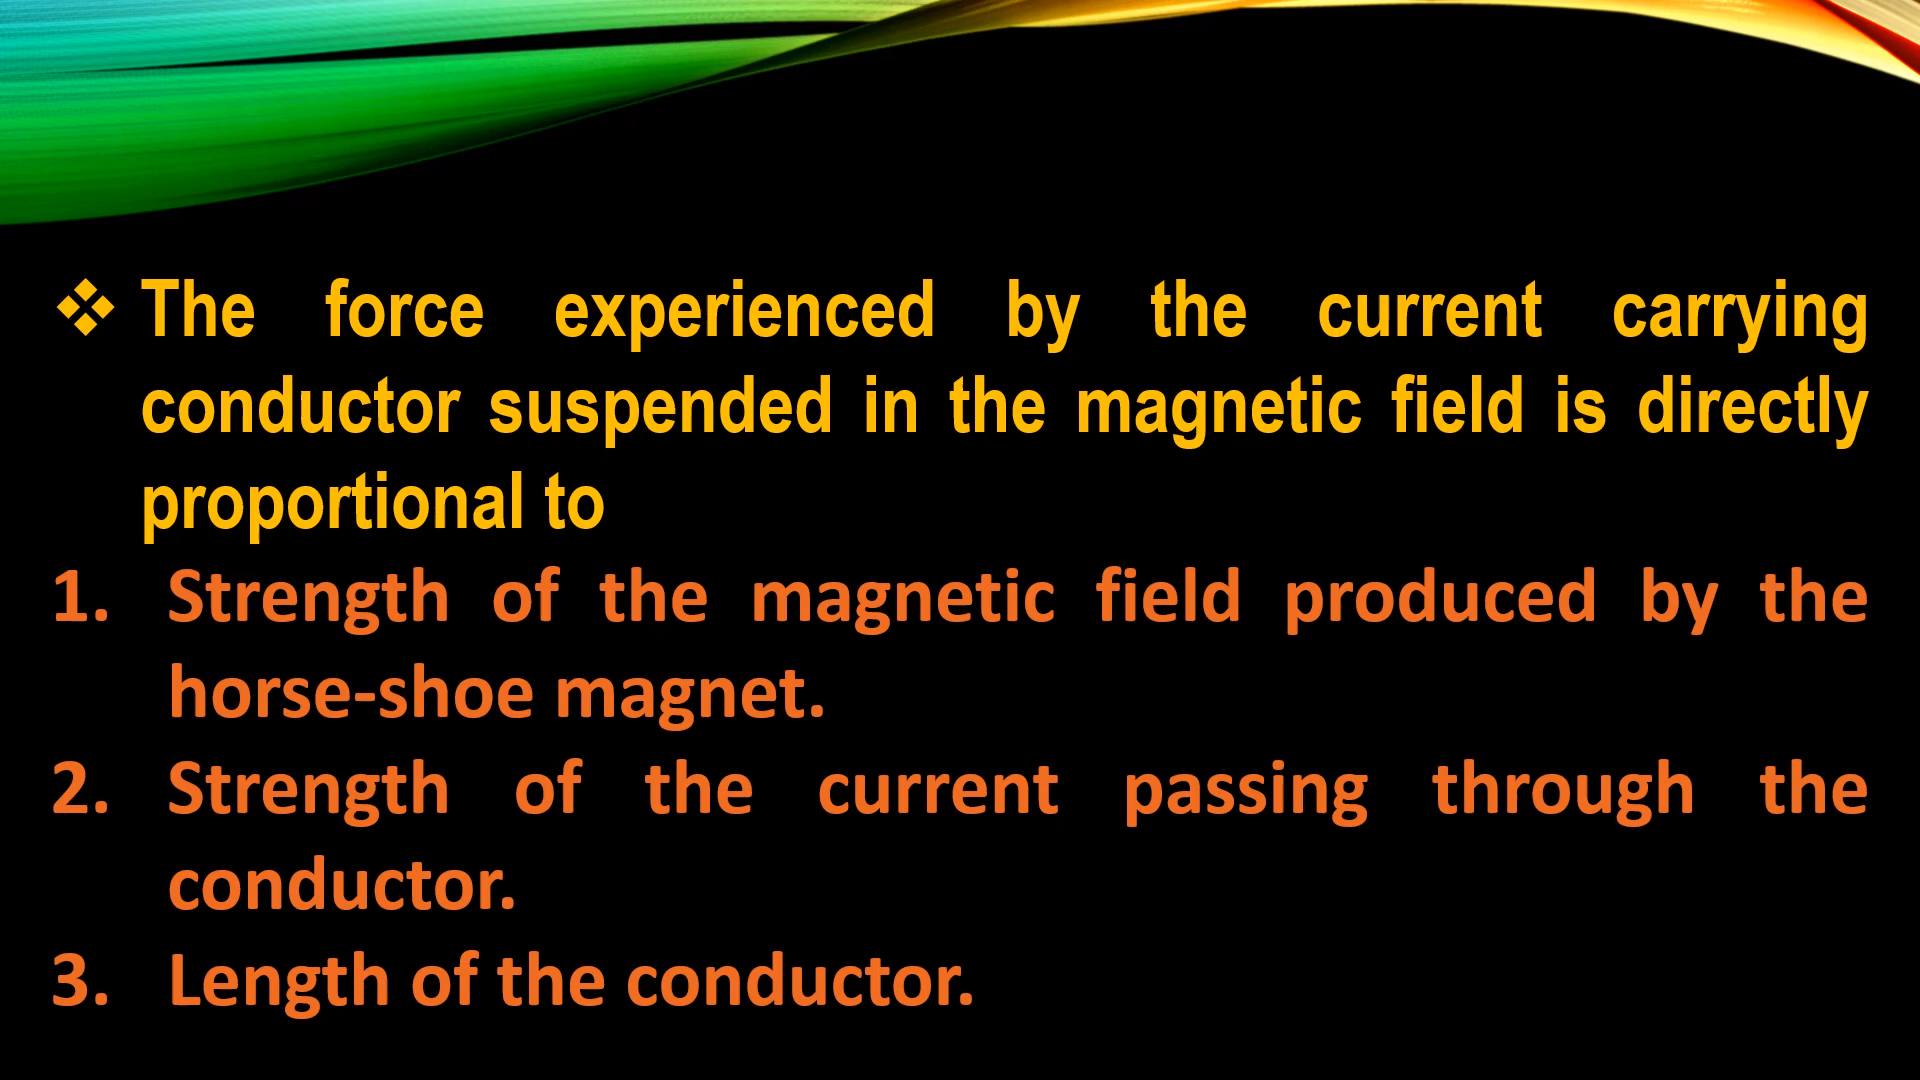 ❖ The force experienced by the current carrying
conductor suspended in the magnetic field is directly
proportional to
1. Strength of the magnetic field produced by the
horse-shoe magnet.
2. Strength of the current passing through the
conductor.
3. Length of the conductor.